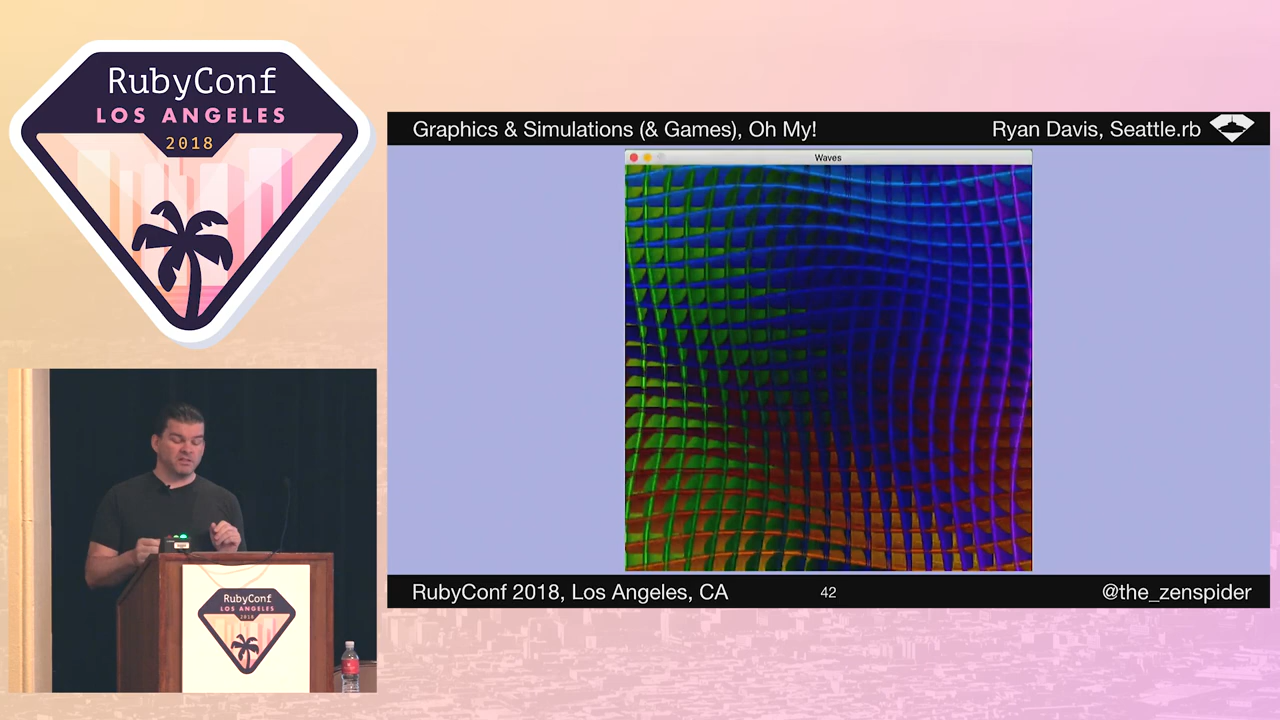 RubyConf
LOS ANGELES
2018
Graphics & Simulations (& Games), Oh My!
Ryan Davis, Seattle.rb
Waves
RubyConf 2018, Los Angeles, CA
42
@the_zenspider
RubyConf
LOS ANGELES
2018